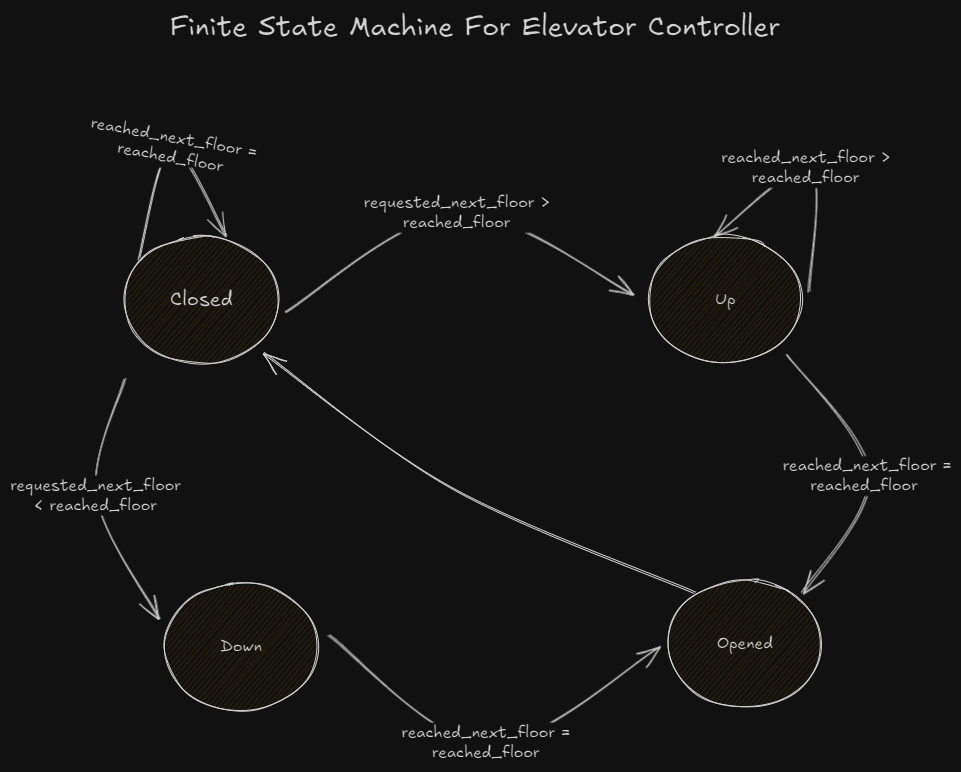 Finite State Machine For Elevator Controller
reached_next_floor =
reached_floor
reached_next_floor >
reached_floor
requested_next_floor >
reached_floor
Closed
Up
reached_next_floor =
reached_floor
requested_next_floor
< reached_floor
Down
Opened
reached_next_floor =
reached_floor